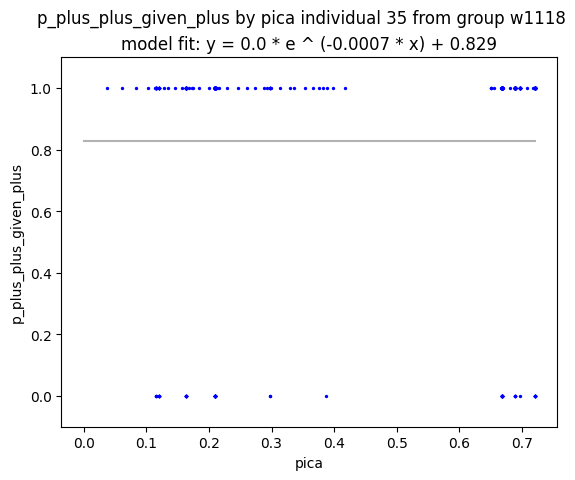 p_plus_plus_given_plus by pica individual 35 from group w1118
model fit: y = 0.0 * e ^ (-0.0007 * x) + 0.829
p_plus_plus_given_plus
1.0
0.8
0.6
0.4
0.2
0.0
0.0 0.1 0.2 0.3 0.4 0.5 0.6 0.7
pica